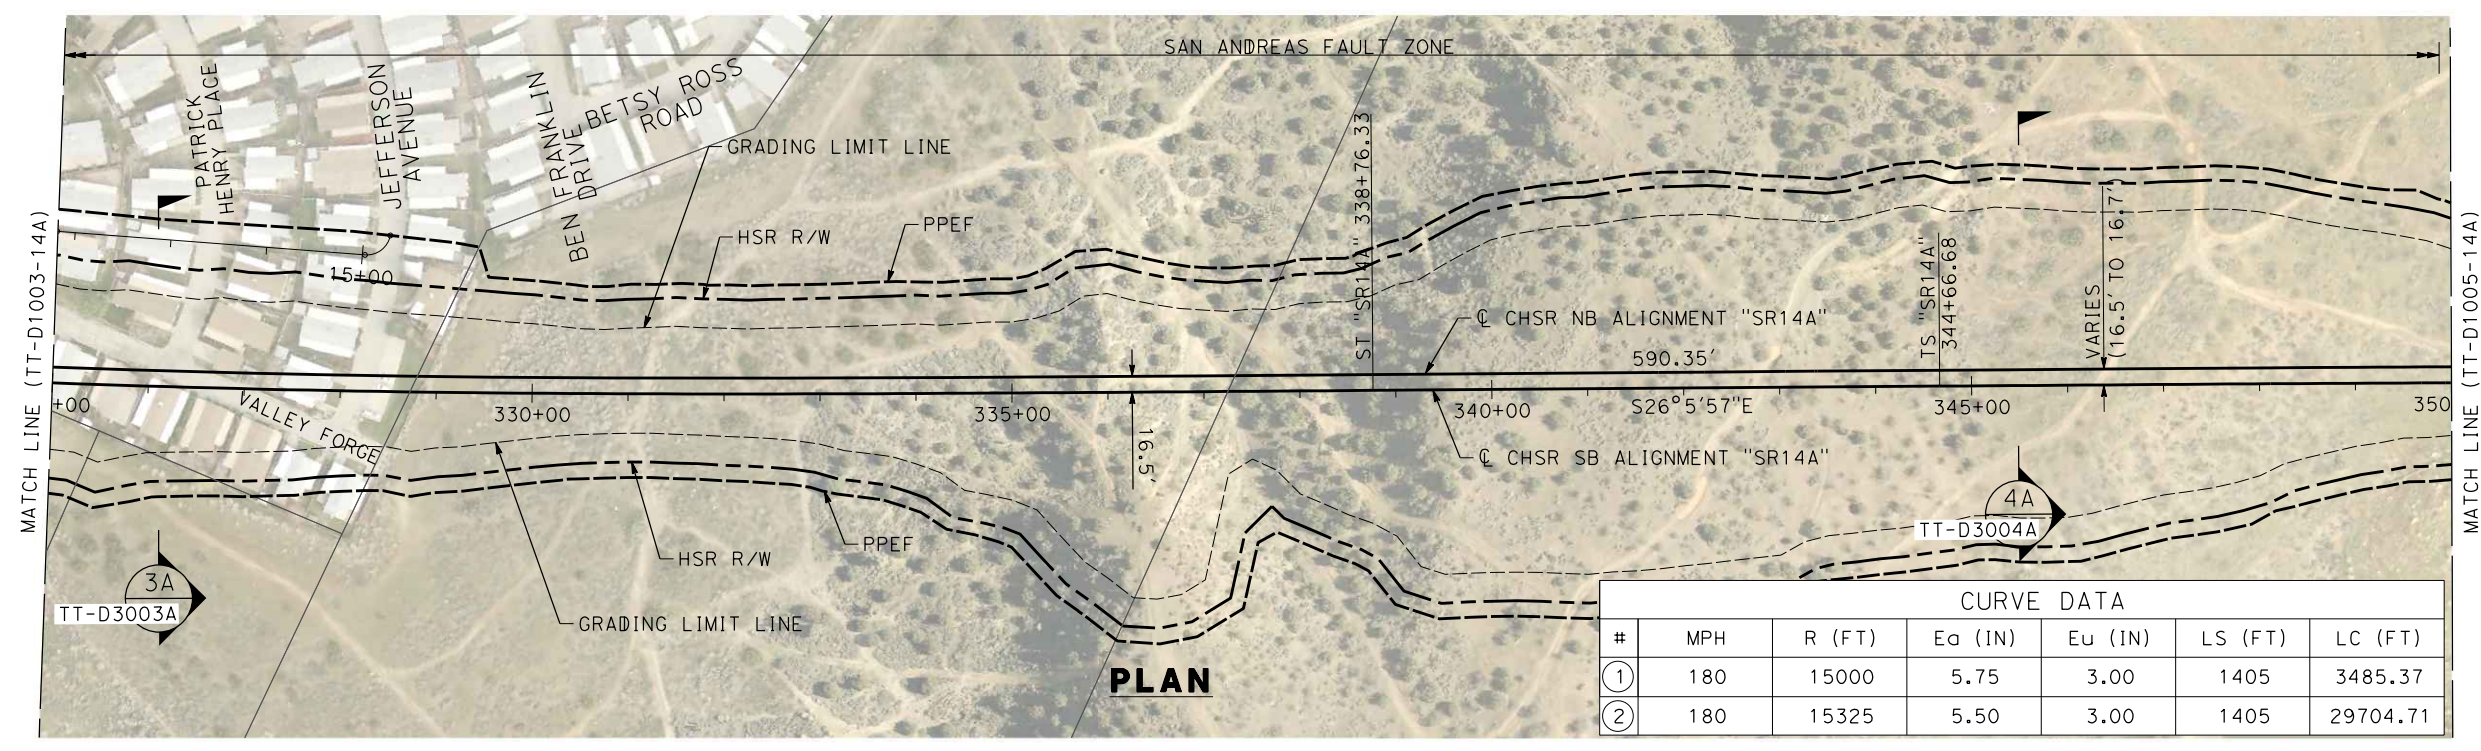 SAN ANDREAS FAULT ZONE
PATRICK
HENRY PLACE
JEFFERSON
AVENUE
BEN FRANKLIN
DRIVE
BETSY ROSS
ROAD
GRADING LIMIT LINE
HSR R/W
PPEF
15+00
MATCH LINE (TT-D1003-14A)
MATCH LINE (TT-D1005-14A)
ST "SR14A" 338+76.33
TS "SR14A"
344+66.68
VARIES
(16.5' TO 16.7')
℄ CHSR NB ALIGNMENT "SR14A"
590.35'
+00
330+00
335+00
340+00
S26°5'57"E
345+00
350
VALLEY FORGE
16.5'
℄ CHSR SB ALIGNMENT "SR14A"
HSR R/W
PPEF
GRADING LIMIT LINE
3A
TT-D3003A
4A
TT-D3004A
PLAN
CURVE DATA
# MPH R (FT) Ea (IN) Eu (IN) LS (FT) LC (FT)
1 180 15000 5.75 3.00 1405 3485.37
2 180 15325 5.50 3.00 1405 29704.71